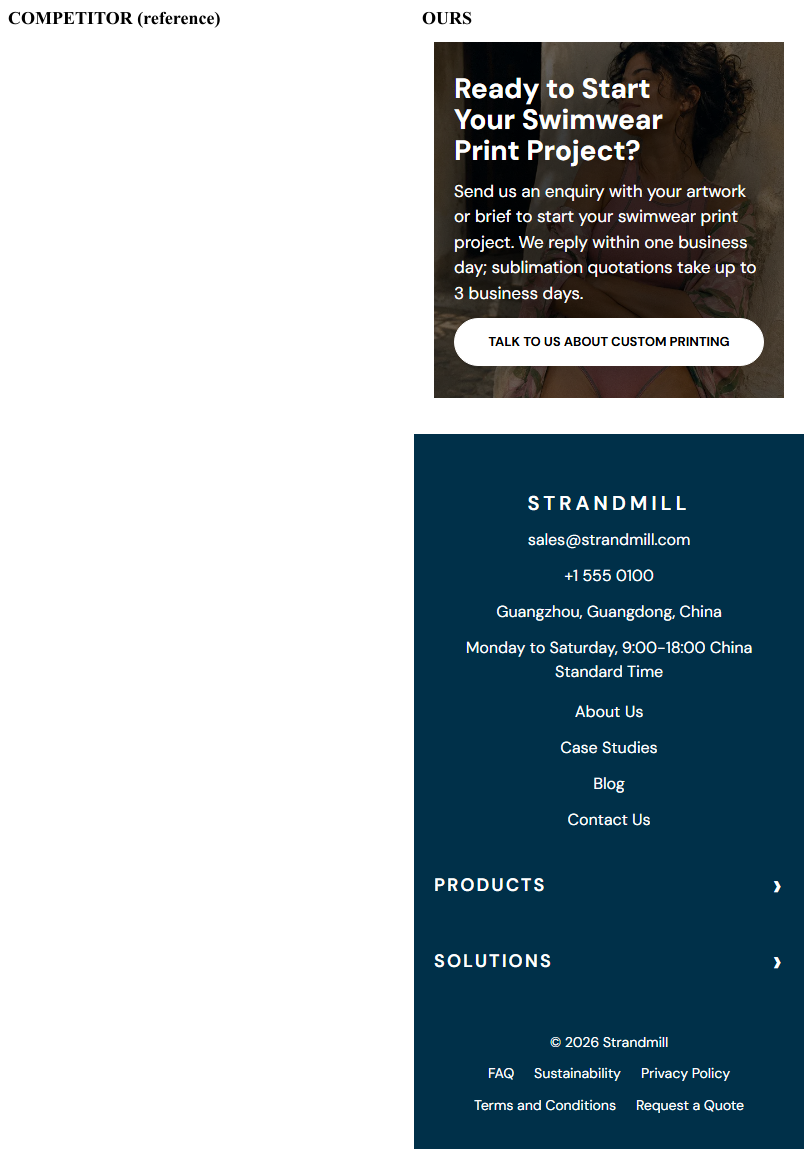 COMPETITOR (reference)
OURS
Ready to Start
Your Swimwear
Print Project?
Send us an enquiry with your artwork
or brief to start your swimwear print
project. We reply within one business
day; sublimation quotations take up to
3 business days.
TALK TO US ABOUT CUSTOM PRINTING
STRANDMILL
sales@strandmill.com
+1 555 0100
Guangzhou, Guangdong, China
Monday to Saturday, 9:00-18:00 China
Standard Time
About Us
Case Studies
Blog
Contact Us
PRODUCTS
SOLUTIONS
© 2026 Strandmill
FAQ Sustainability Privacy Policy
Terms and Conditions Request a Quote